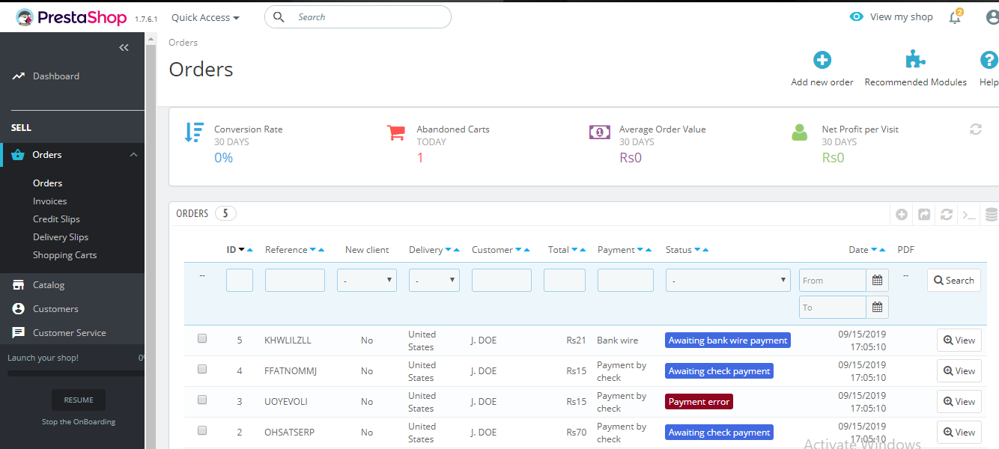 PrestaShop 1.7.6.1 Quick Access Search View my shop 2
Dashboard
SELL
Orders
Orders
Invoices
Credit Slips
Delivery Slips
Shopping Carts
Catalog
Customers
Customer Service
Launch your shop! 0%
RESUME
Stop the OnBoarding
Orders
Orders
Add new order Recommended Modules Help
Conversion Rate
30 DAYS
0%
Abandoned Carts
TODAY
1
Average Order Value
30 DAYS
Rs0
Net Profit per Visit
30 DAYS
Rs0
ORDERS 5
ID Reference New client Delivery Customer Total Payment Status Date PDF
-- - - - From -- Search
To
5 KHWLILZLL No United States J. DOE Rs21 Bank wire Awaiting bank wire payment 09/15/2019 17:05:10 View
4 FFATNOMMJ No United States J. DOE Rs15 Payment by check Awaiting check payment 09/15/2019 17:05:10 View
3 UOYEVOLI No United States J. DOE Rs15 Payment by check Payment error 09/15/2019 17:05:10 View
2 OHSATSERP No United States J. DOE Rs70 Payment by check Awaiting check payment 09/15/2019 17:05:10 View
Activate Windows